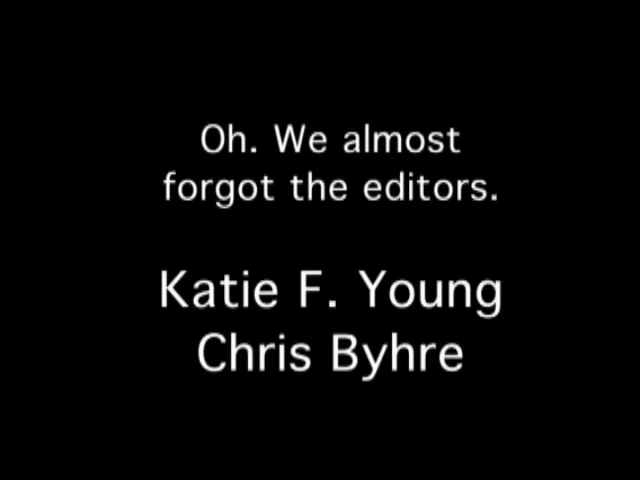 Oh. We almost
forgot the editors.
Katie F. Young
Chris Byhre